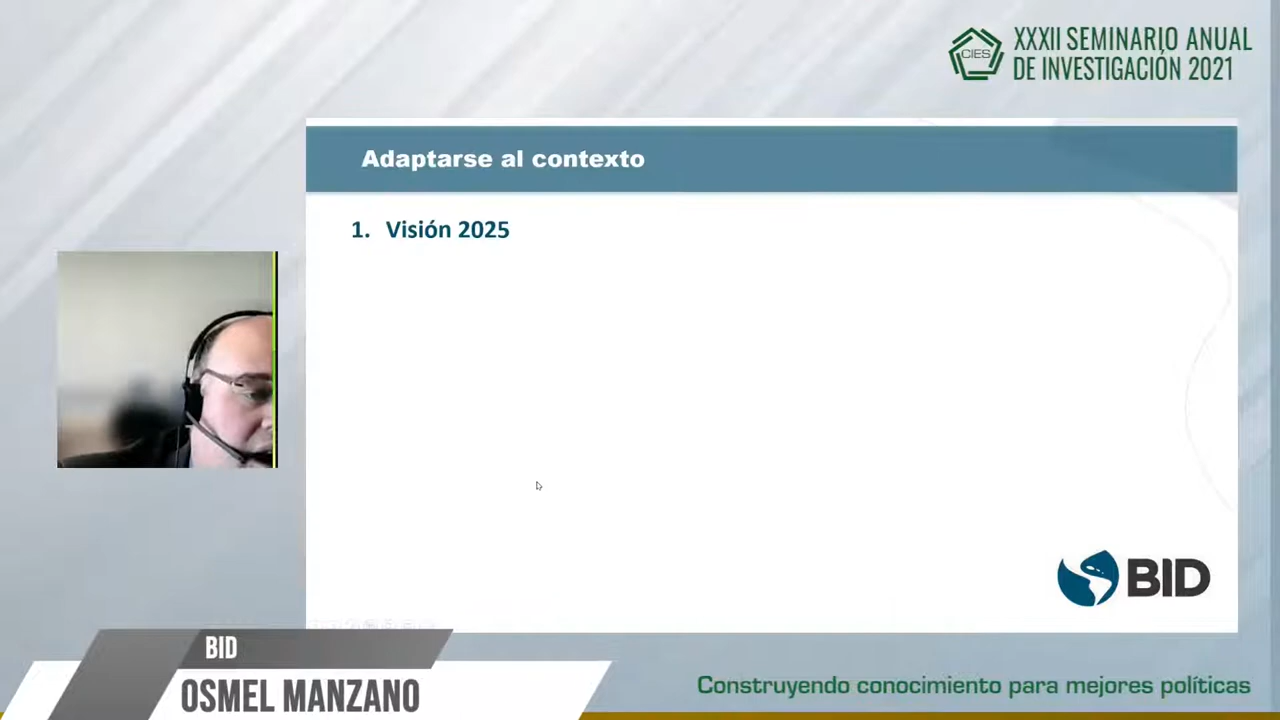 CIES
XXXII SEMINARIO ANUAL
DE INVESTIGACIÓN 2021
Adaptarse al contexto
1. Visión 2025
BID
BID
OSMEL MANZANO
Construyendo conocimiento para mejores políticas